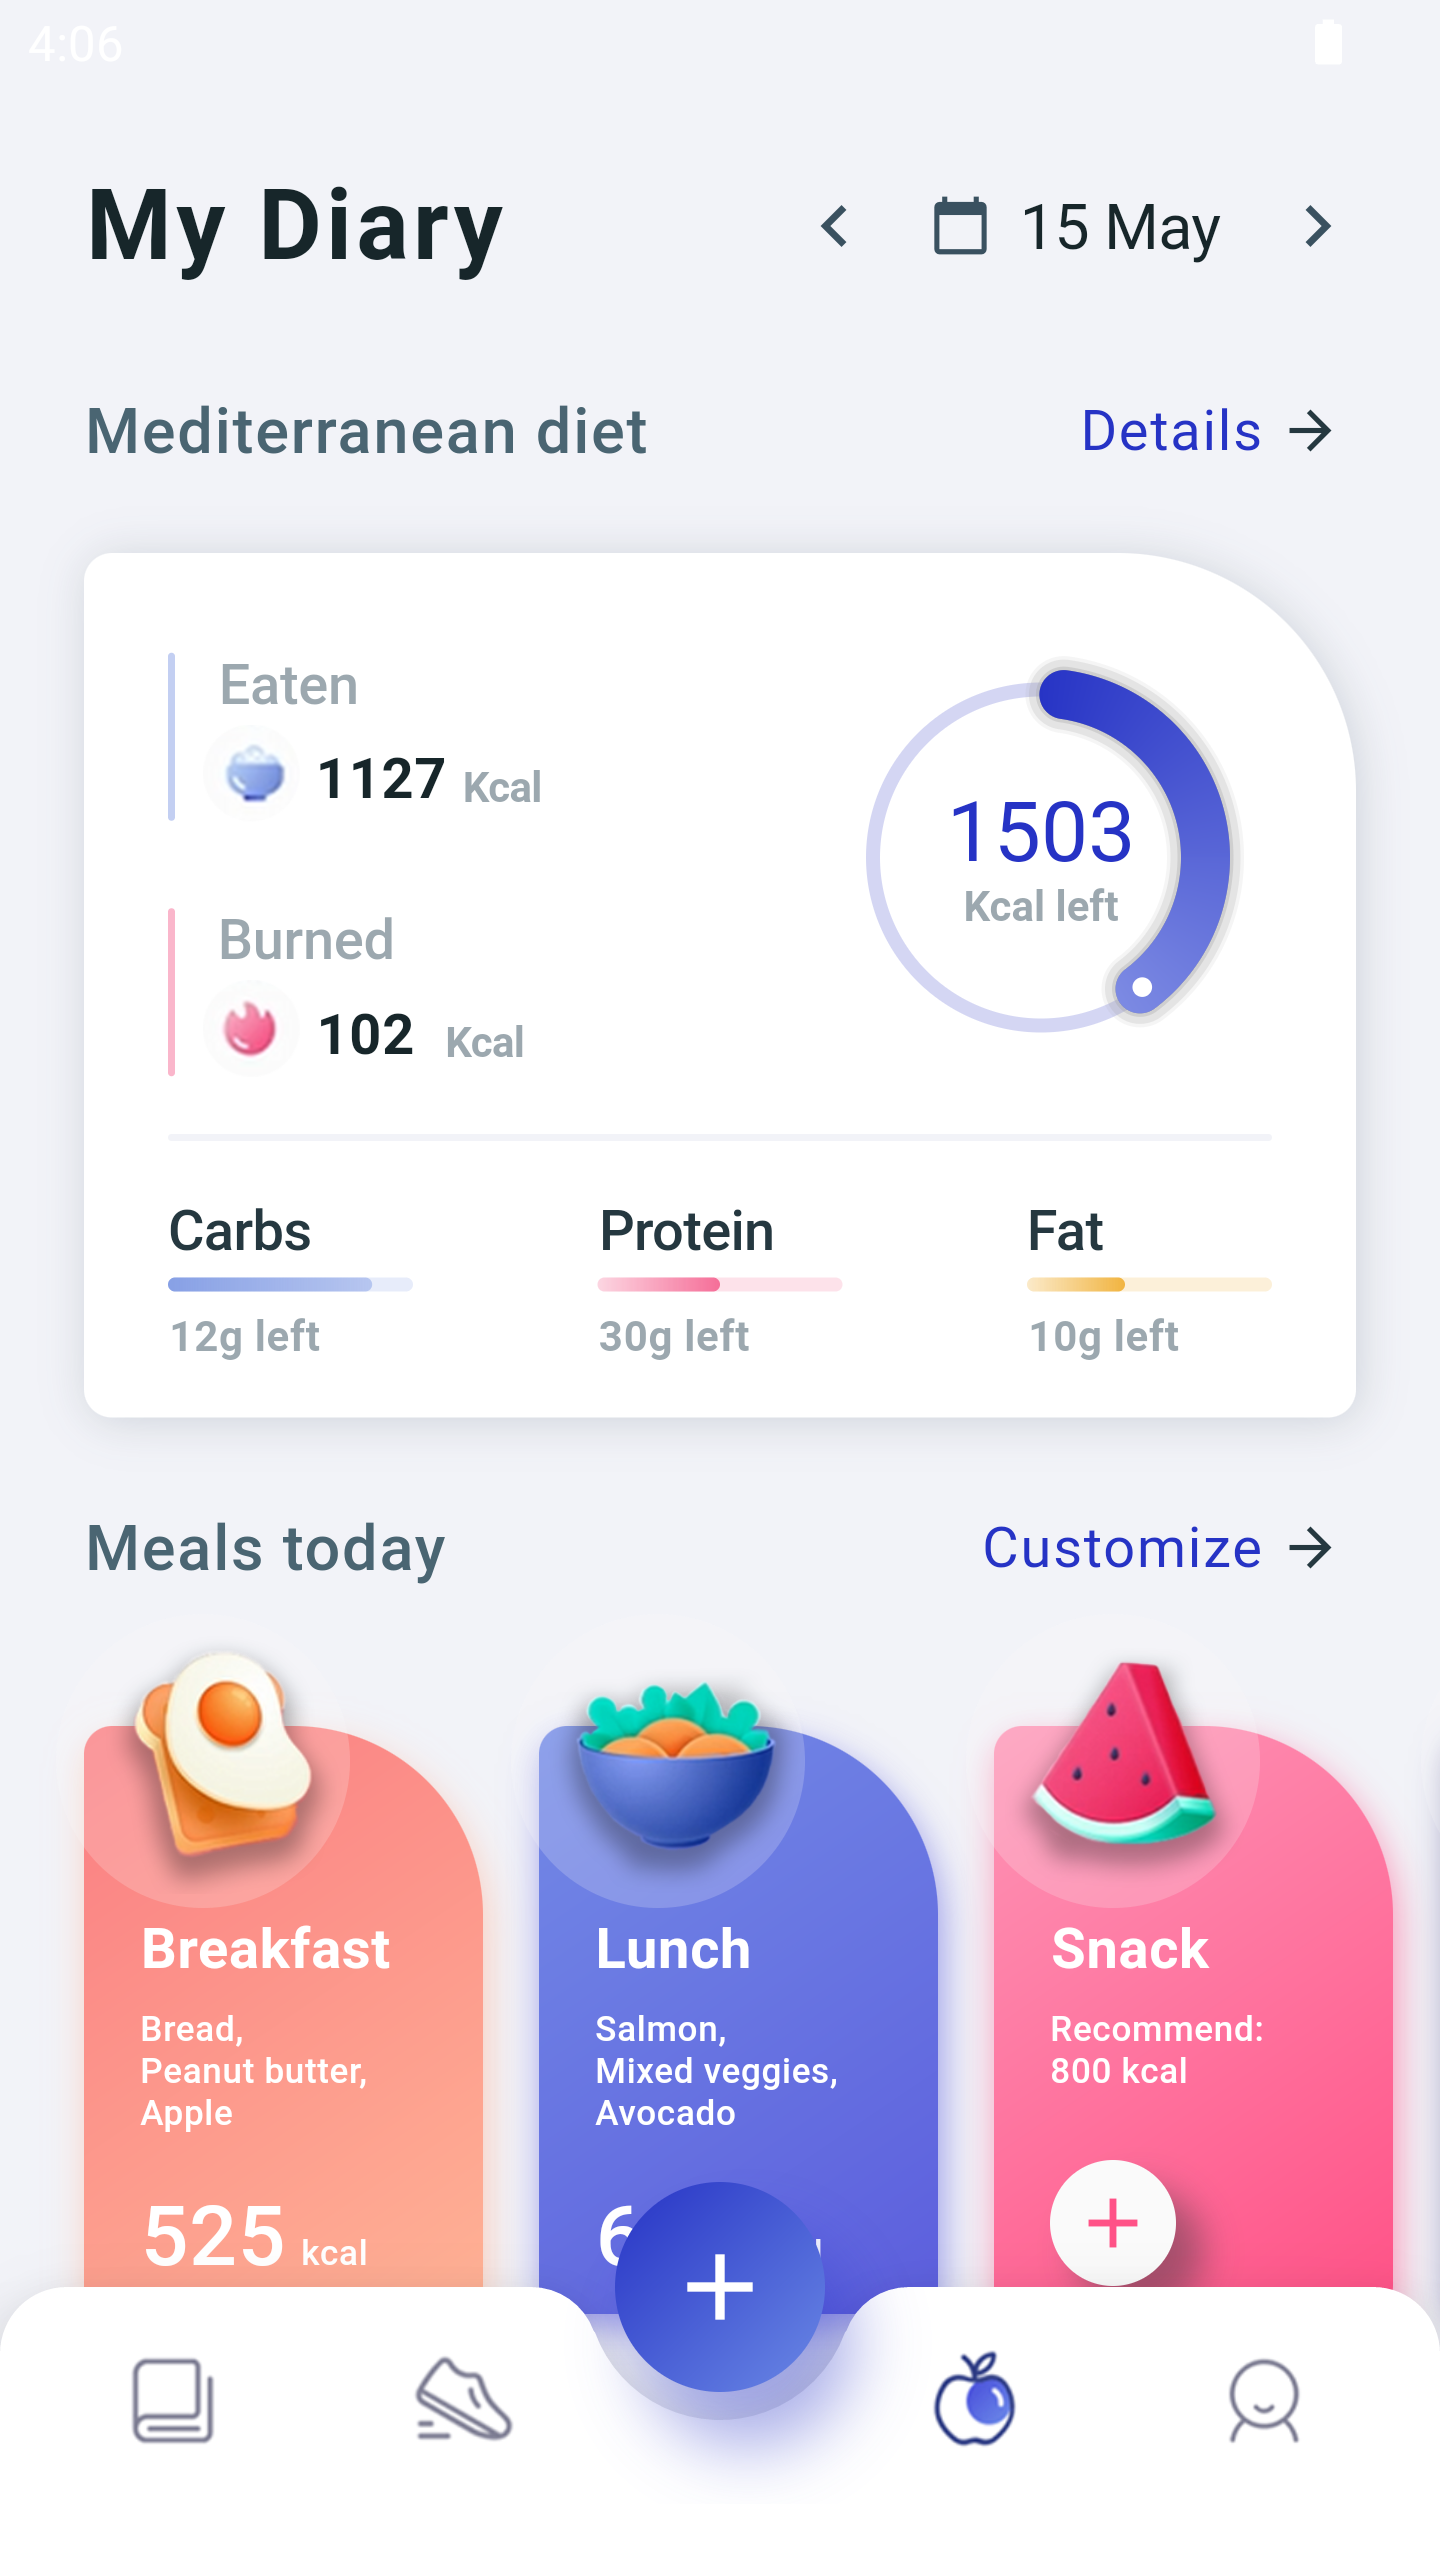 4:06
My Diary
15 May
Mediterranean diet
Details
Eaten
1127 Kcal
Burned
102 Kcal
1503
Kcal left
Carbs
Protein
Fat
12g left
30g left
10g left
Meals today
Customize
Breakfast
Bread,
Peanut butter,
Apple
525 kcal
Lunch
Salmon,
Mixed veggies,
Avocado
Snack
Recommend:
800 kcal